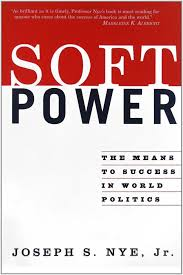 "As brilliant as it is timely, Professor Nye's book is must reading for
anyone who cares about the success of America and the world."
MADELEINE K. ALBRIGHT
SOFT
POWER
THE MEANS
TO SUCCESS
IN WORLD
POLITICS
JOSEPH S. NYE, Jr.